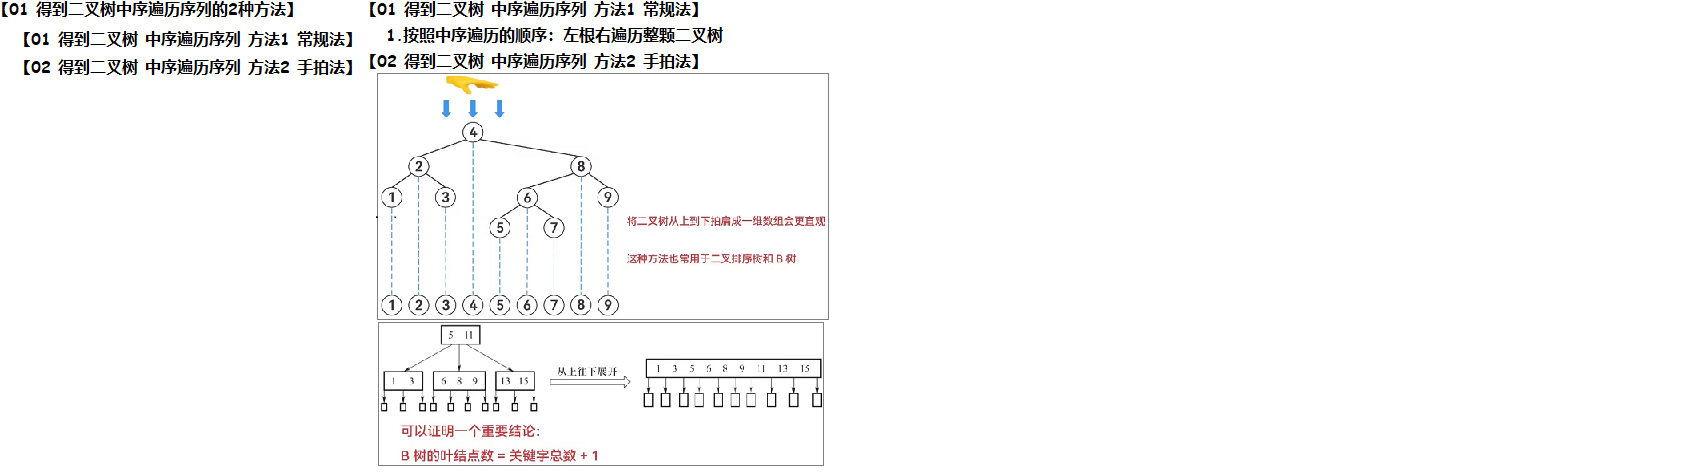 【01 得到二叉树中序遍历序列的2种方法】
【01 得到二叉树 中序遍历序列 方法1 常规法】
【02 得到二叉树 中序遍历序列 方法2 手拍法】
【01 得到二叉树 中序遍历序列 方法1 常规法】
1.按照中序遍历的顺序：左根右遍历整颗二叉树
【02 得到二叉树 中序遍历序列 方法2 手拍法】
4
2 8
1 3 6 9
将二叉树从上到下拍扁成一维数组会更直观
5 7
这种方法也常用于二叉排序树和 B 树
1 2 3 4 5 6 7 8 9
5 11
1 3 6 8 9 13 15
从上往下展开
1 3 5 6 8 9 11 13 15
可以证明一个重要结论：
B 树的叶结点数 = 关键字总数 + 1